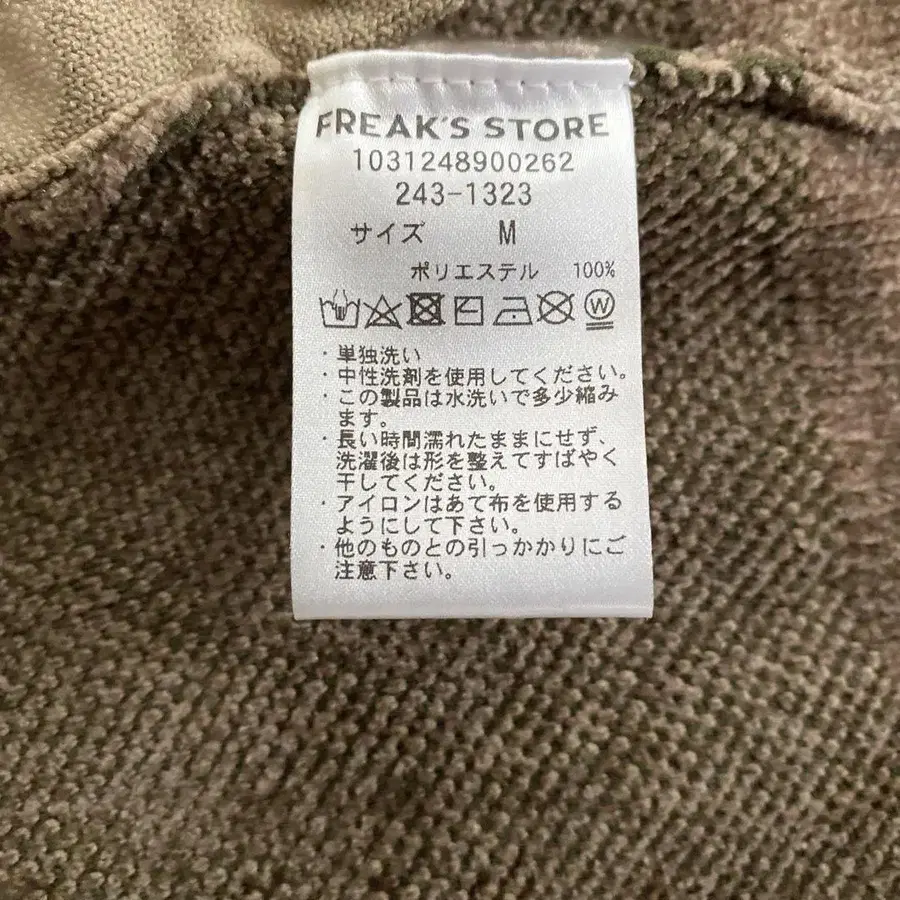 FREAK'S STORE
1031248900262
243-1323
サイズ M
ポリエステル 100%
W
・単独洗い
・中性洗剤を使用してください。
・この製品は水洗いで多少縮み
ます。
・長い時間濡れたままにせず、
洗濯後は形を整えてすばやく
干してください。
・アイロンはあて布を使用する
ようにして下さい。
・他のものとの引っかかりにご
注意下さい。